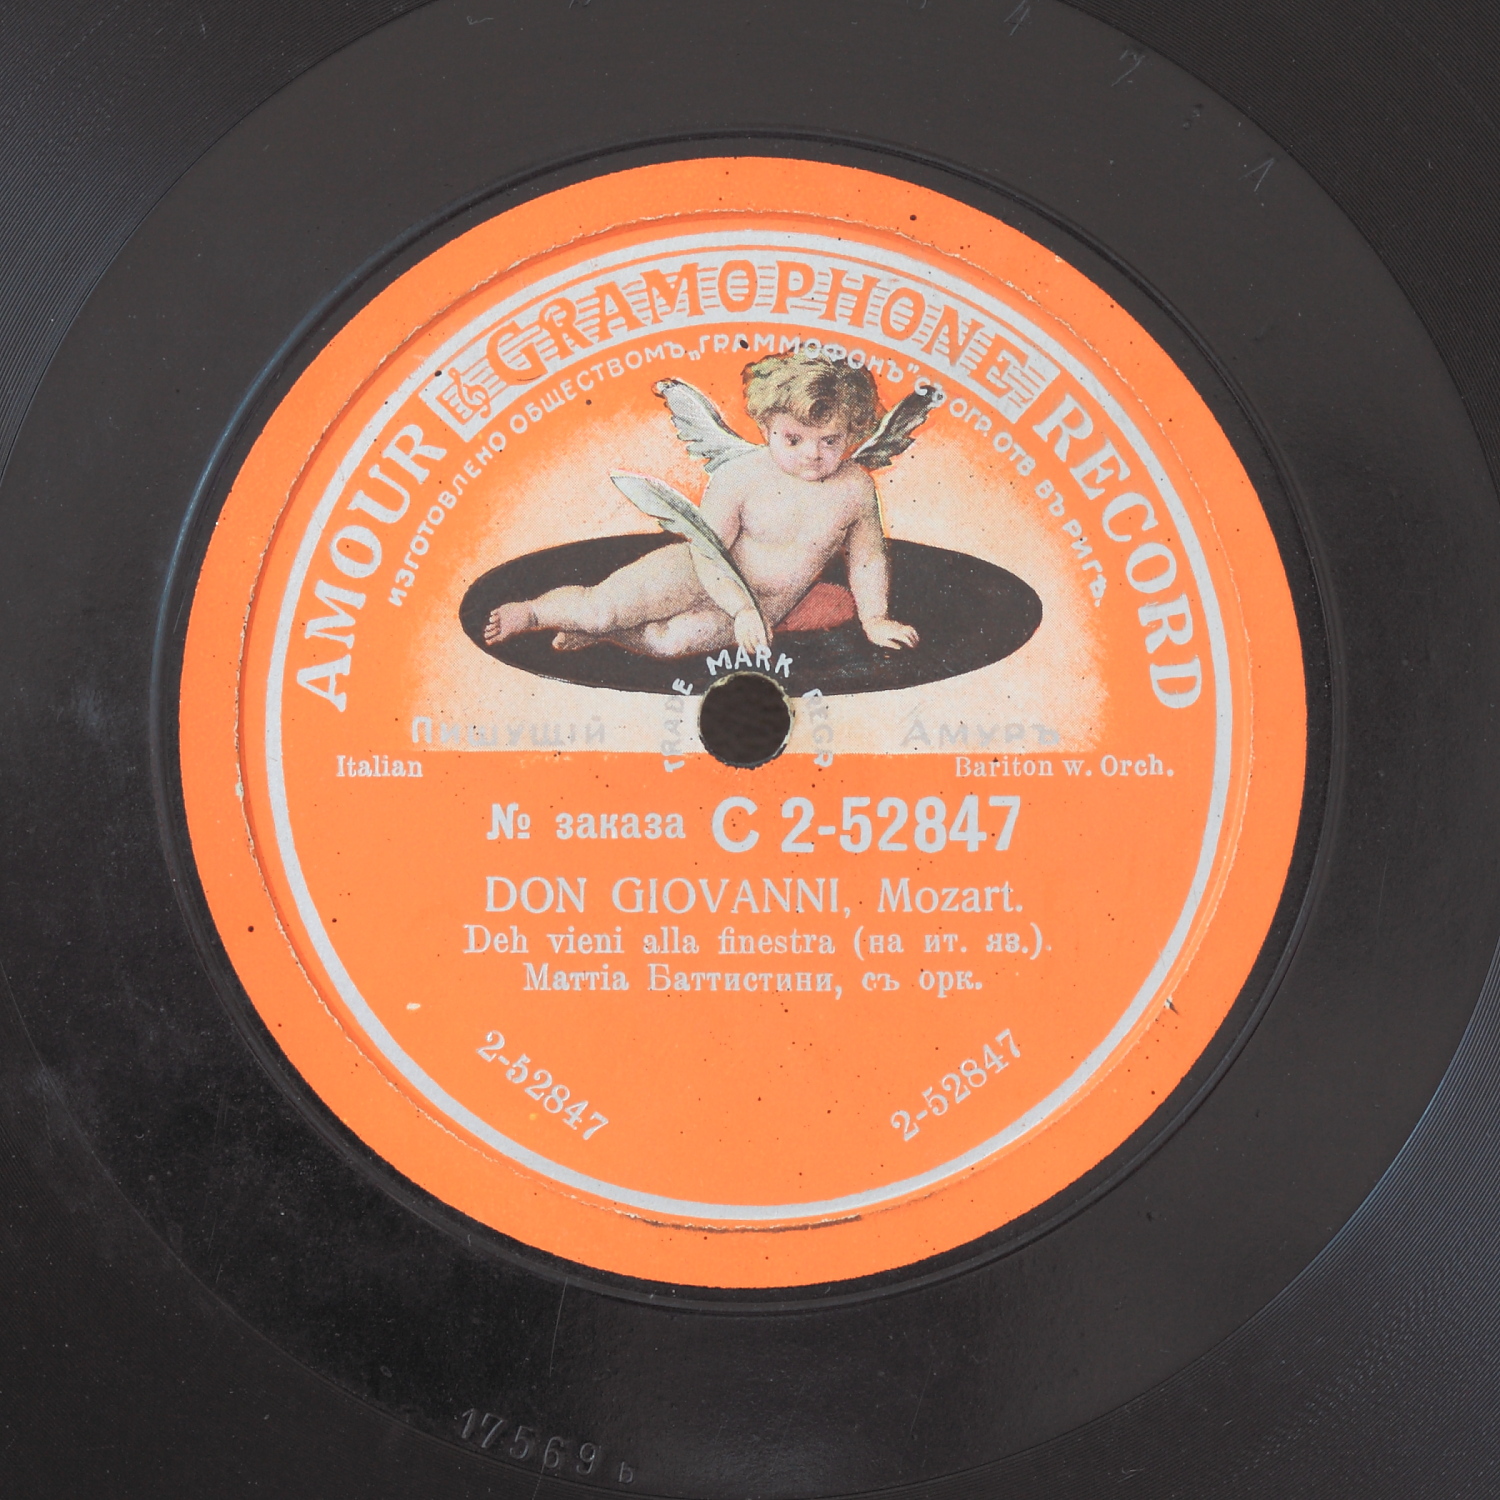 AMOUR GRAMOPHONE RECORD
ИЗГОТОВЛЕНО ОБЩЕСТВОМЪ „ГРАММОФОНЪ" СЪ ОГР. ОТВ ВЪ РИГѢ.
TRADE MARK REGR
Пишущій Амуръ
Italian
Bariton w. Orch.
№ заказа C 2-52847
DON GIOVANNI, Mozart.
Deh vieni alla finestra (на ит. яз.).
Маттіа Баттистини, съ орк.
2-52847
2-52847
17569 b